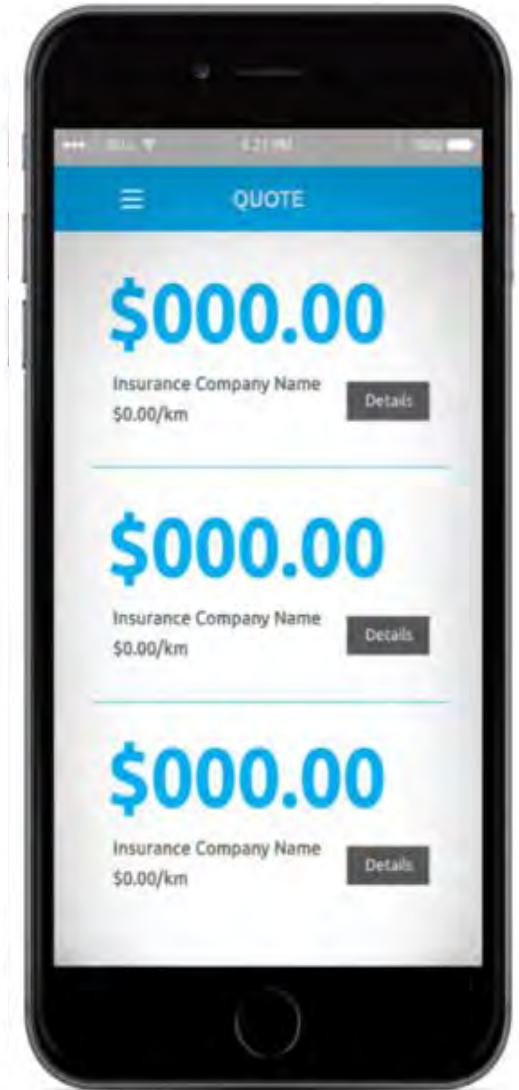 QUOTE
$000.00
Insurance Company Name
$0.00/km
Details
$000.00
Insurance Company Name
$0.00/km
Details
$000.00
Insurance Company Name
$0.00/km
Details